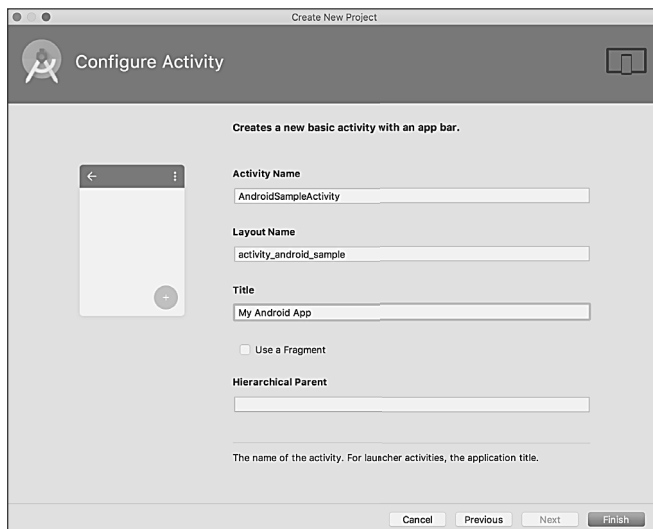 Create New Project
Configure Activity
Creates a new basic activity with an app bar.
Activity Name
AndroidSampleActivity
Layout Name
activity_android_sample
Title
My Android App
Use a Fragment
Hierarchical Parent
The name of the activity. For launcher activities, the application title.
Cancel
Previous
Next
Finish